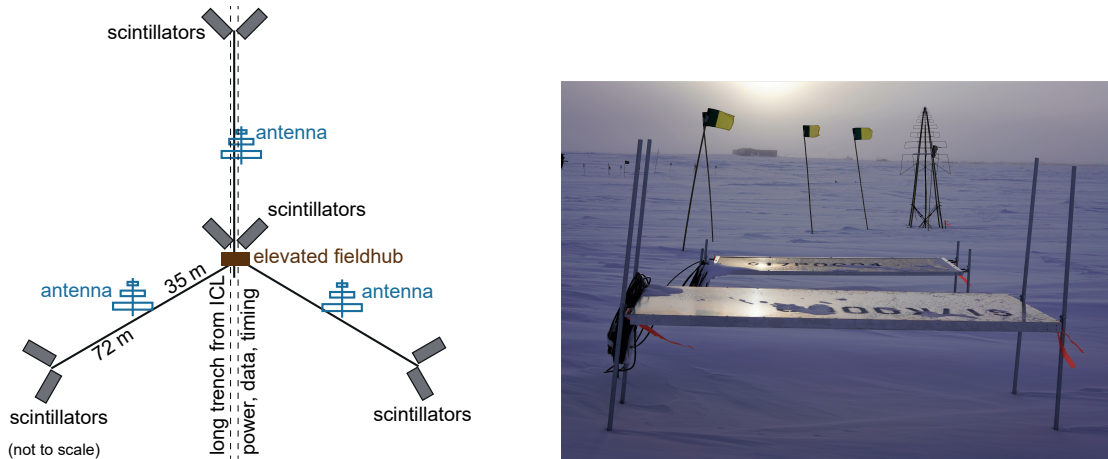 scintillators
antenna
scintillators
elevated fieldhub
35 m
antenna
antenna
72 m
long trench from ICL
power, data, timing
scintillators
scintillators
(not to scale)